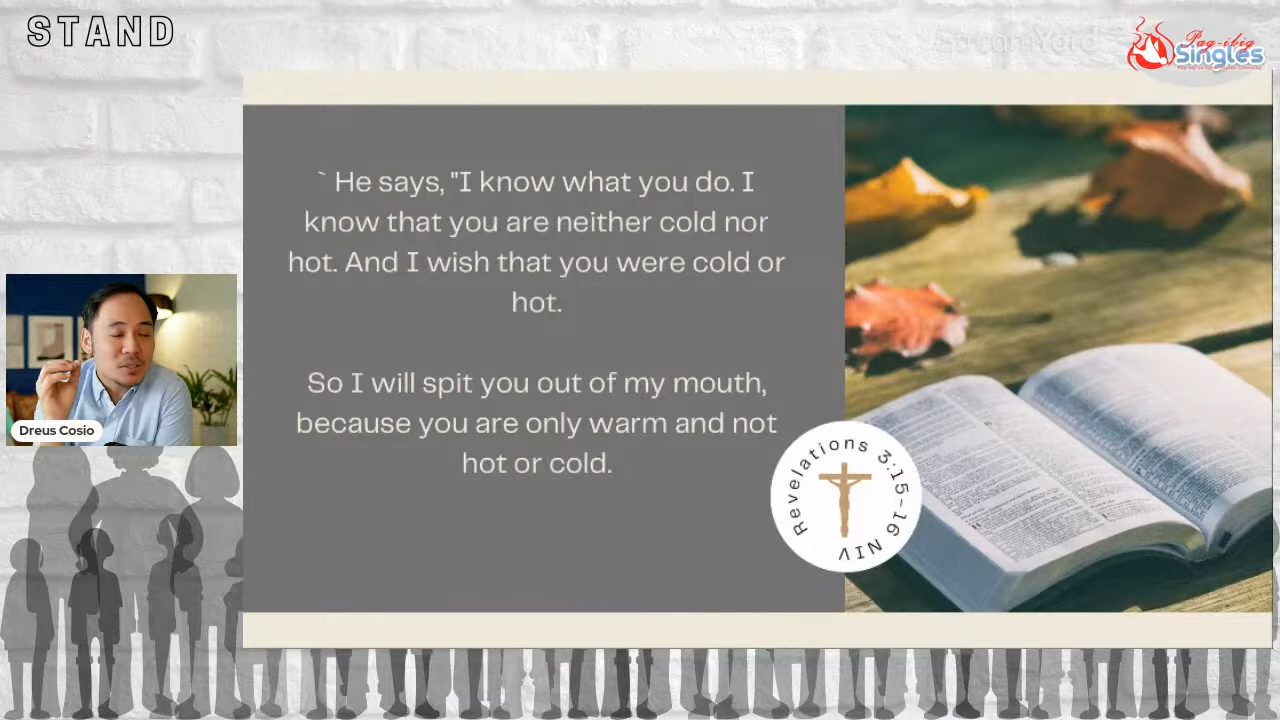 STAND
StreamYard
Pag-ibig
Singles
` He says, "I know what you do. I
know that you are neither cold nor
hot. And I wish that you were cold or
hot.
So I will spit you out of my mouth,
because you are only warm and not
hot or cold.
Revelations 3:15-16 NIV
Dreus Cosio